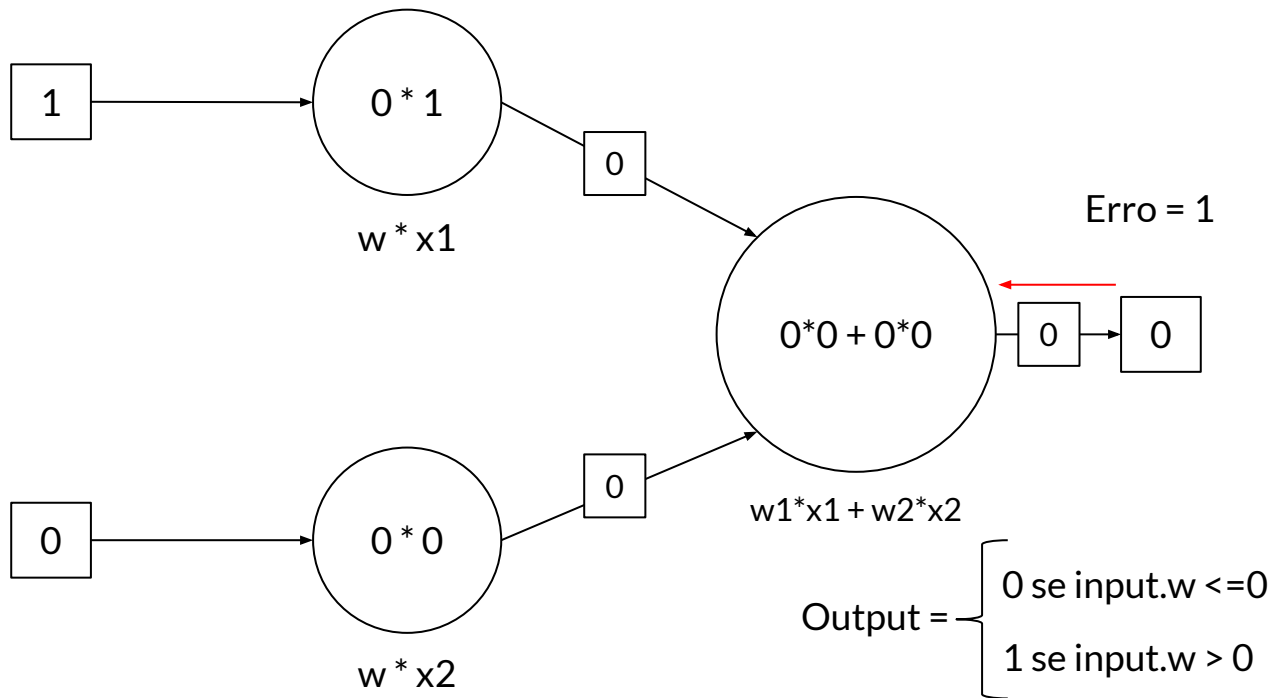 1
0 * 1
w * x1
0
Erro = 1
0*0 + 0*0
0
0
0
0 * 0
w * x2
0
w1*x1 + w2*x2
Output =
0 se input.w <=0
1 se input.w > 0